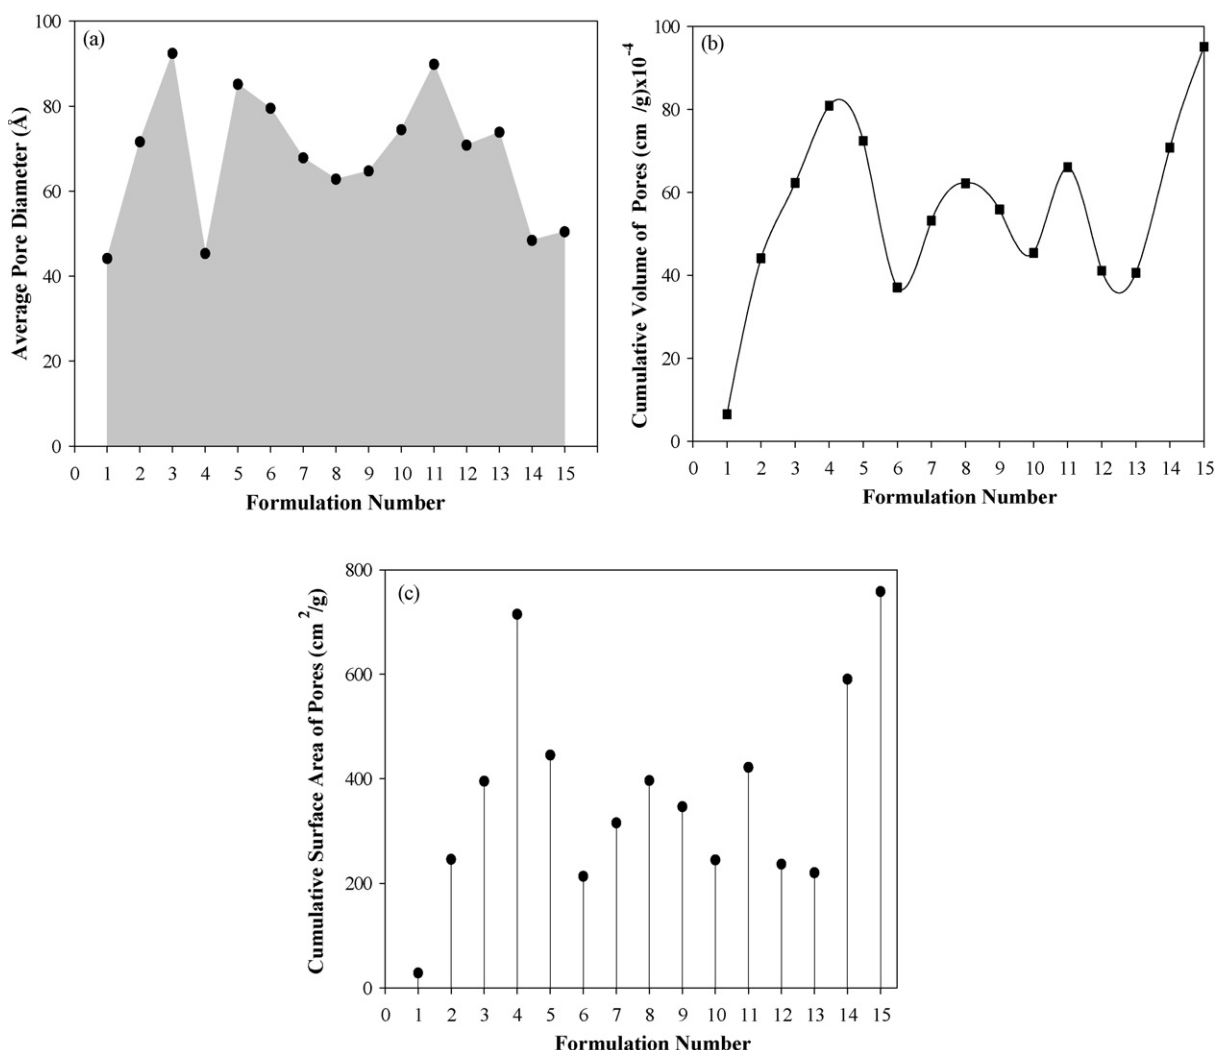 (a)
Average Pore Diameter (Å)
100
80
60
40
20
0
0 1 2 3 4 5 6 7 8 9 10 11 12 13 14 15
Formulation Number
(b)
Cumulative Volume of Pores (cm /g)x10⁻⁴
100
80
60
40
20
0
0 1 2 3 4 5 6 7 8 9 10 11 12 13 14 15
Formulation Number
(c)
Cumulative Surface Area of Pores (cm²/g)
800
600
400
200
0
0 1 2 3 4 5 6 7 8 9 10 11 12 13 14 15
Formulation Number